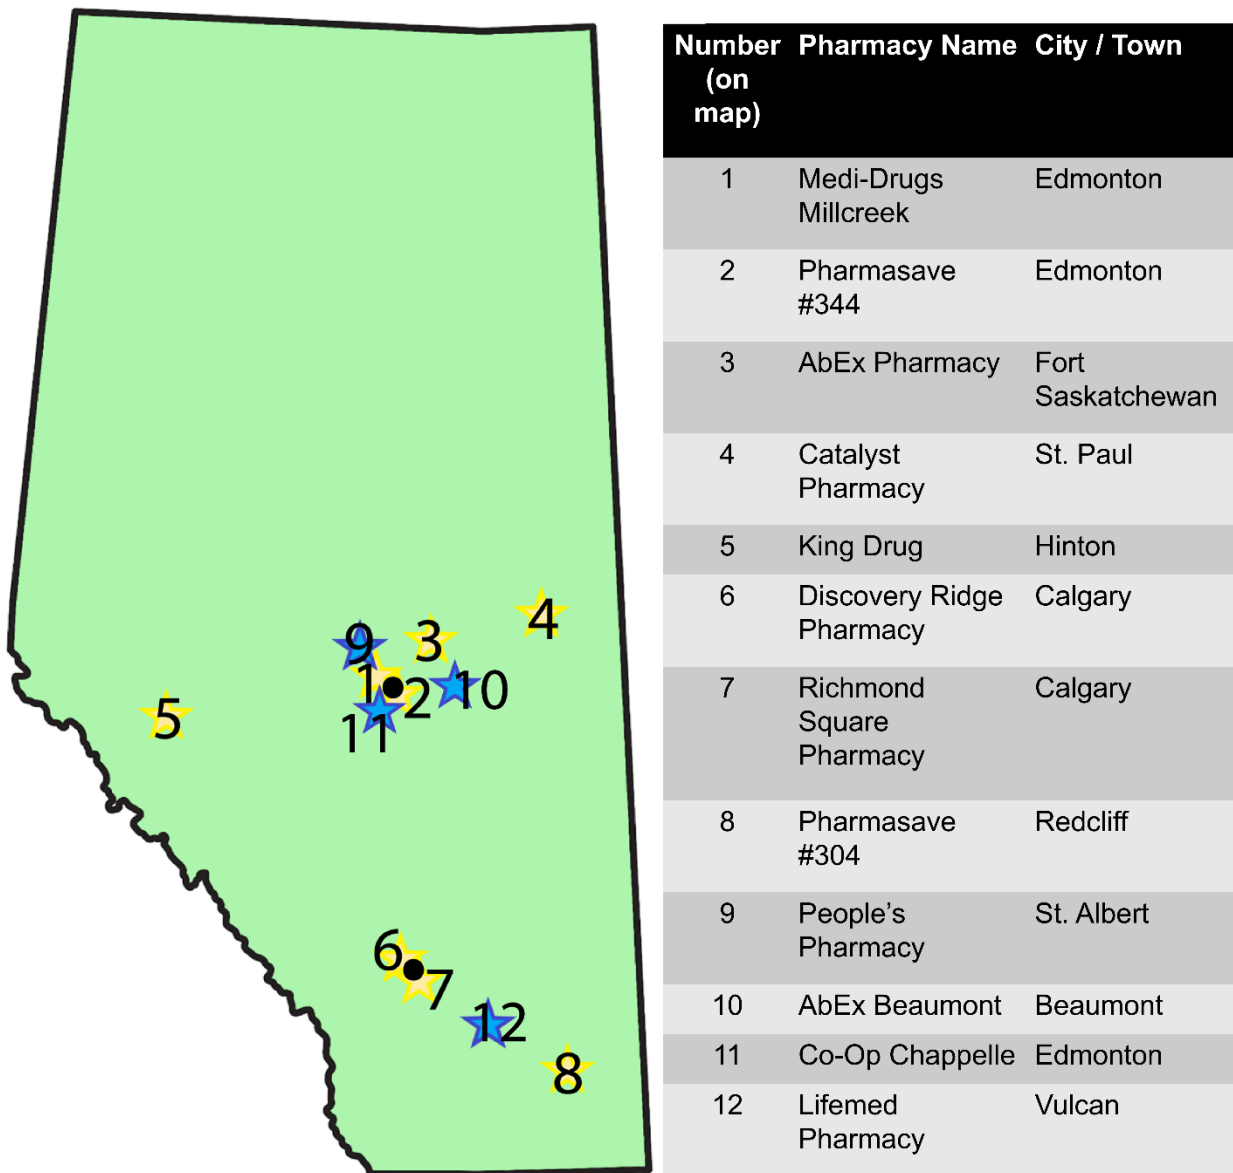 9
3
4
1
2
10
11
5
6
7
12
8
Number Pharmacy Name City / Town
(on
map)
1 Medi-Drugs Edmonton
Millcreek
2 Pharmasave Edmonton
#344
3 AbEx Pharmacy Fort
Saskatchewan
4 Catalyst St. Paul
Pharmacy
5 King Drug Hinton
6 Discovery Ridge Calgary
Pharmacy
7 Richmond Calgary
Square
Pharmacy
8 Pharmasave Redcliff
#304
9 People’s St. Albert
Pharmacy
10 AbEx Beaumont Beaumont
11 Co-Op Chappelle Edmonton
12 Lifemed Vulcan
Pharmacy